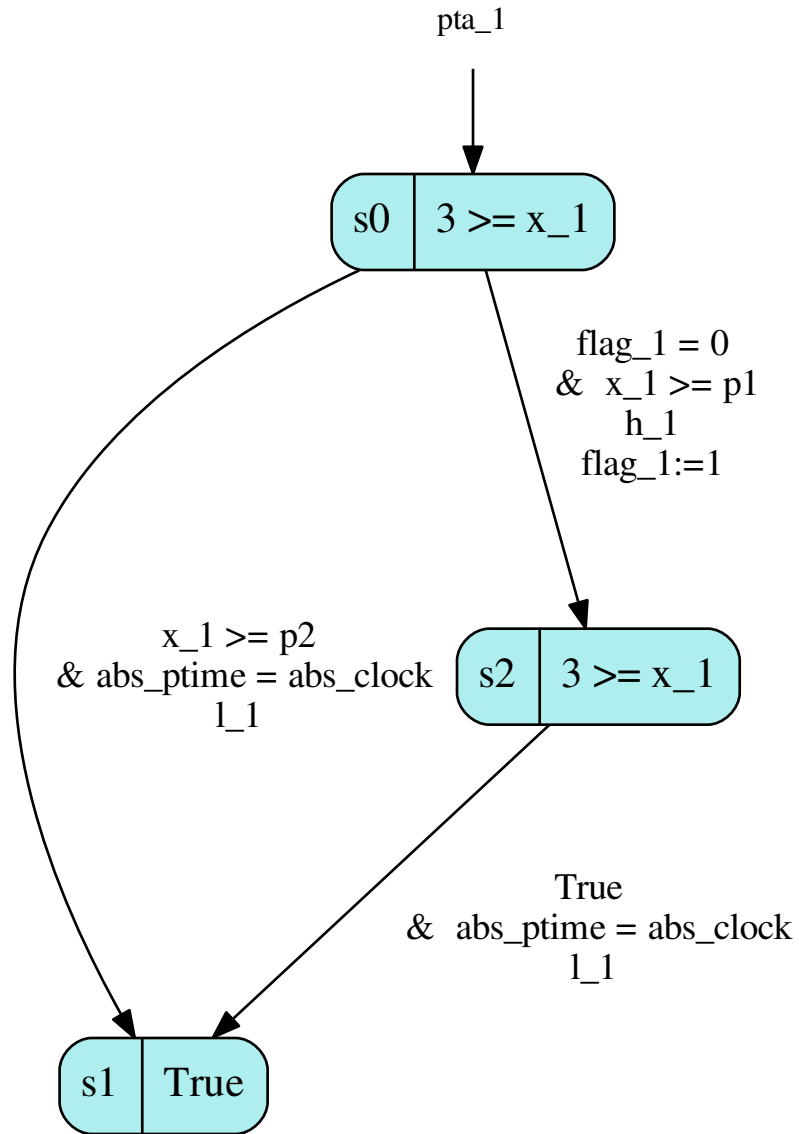 pta_1
s0 3 >= x_1
flag_1 = 0
& x_1 >= p1
h_1
flag_1:=1
x_1 >= p2
& abs_ptime = abs_clock
l_1
s2 3 >= x_1
True
& abs_ptime = abs_clock
l_1
s1 True